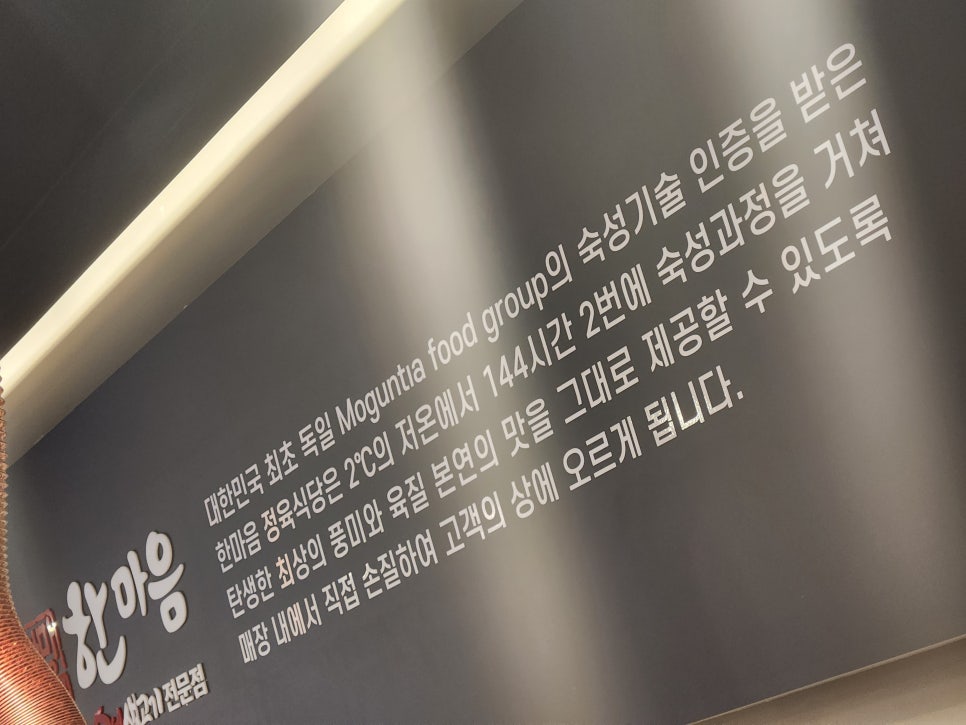 대한민국 최초 독일 Moguntia food group의 숙성기술 인증을 받은
한마음 정육식당은 2℃의 저온에서 144시간 2번에 숙성과정을 거쳐
탄생한 최상의 풍미와 육질 본연의 맛을 그대로 제공할 수 있도록
매장 내에서 직접 손질하여 고객의 상에 오르게 됩니다.
한마음
생고기 전문점